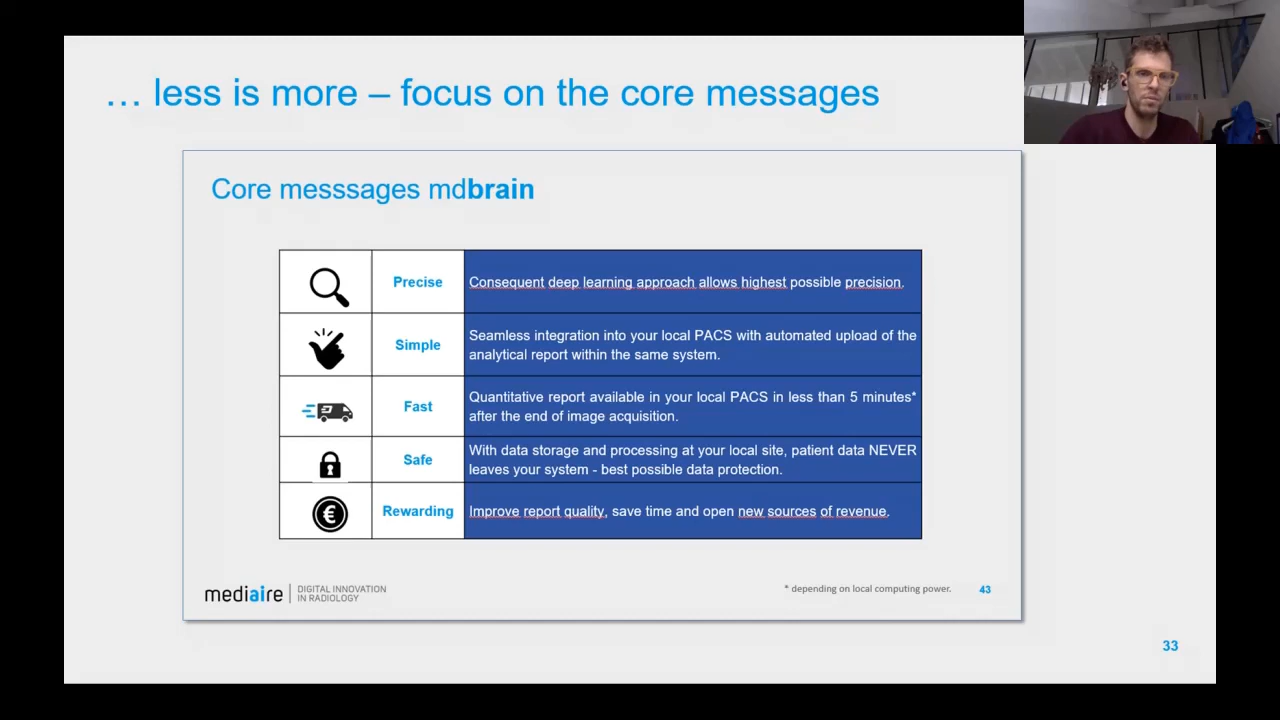 … less is more – focus on the core messages
Core messsages mdbrain
Precise
Consequent deep learning approach allows highest possible precision.
Simple
Seamless integration into your local PACS with automated upload of the
analytical report within the same system.
Fast
Quantitative report available in your local PACS in less than 5 minutes*
after the end of image acquisition.
Safe
With data storage and processing at your local site, patient data NEVER
leaves your system - best possible data protection.
€
Rewarding
Improve report quality, save time and open new sources of revenue.
mediaire
DIGITAL INNOVATION
IN RADIOLOGY
* depending on local computing power.
43
33